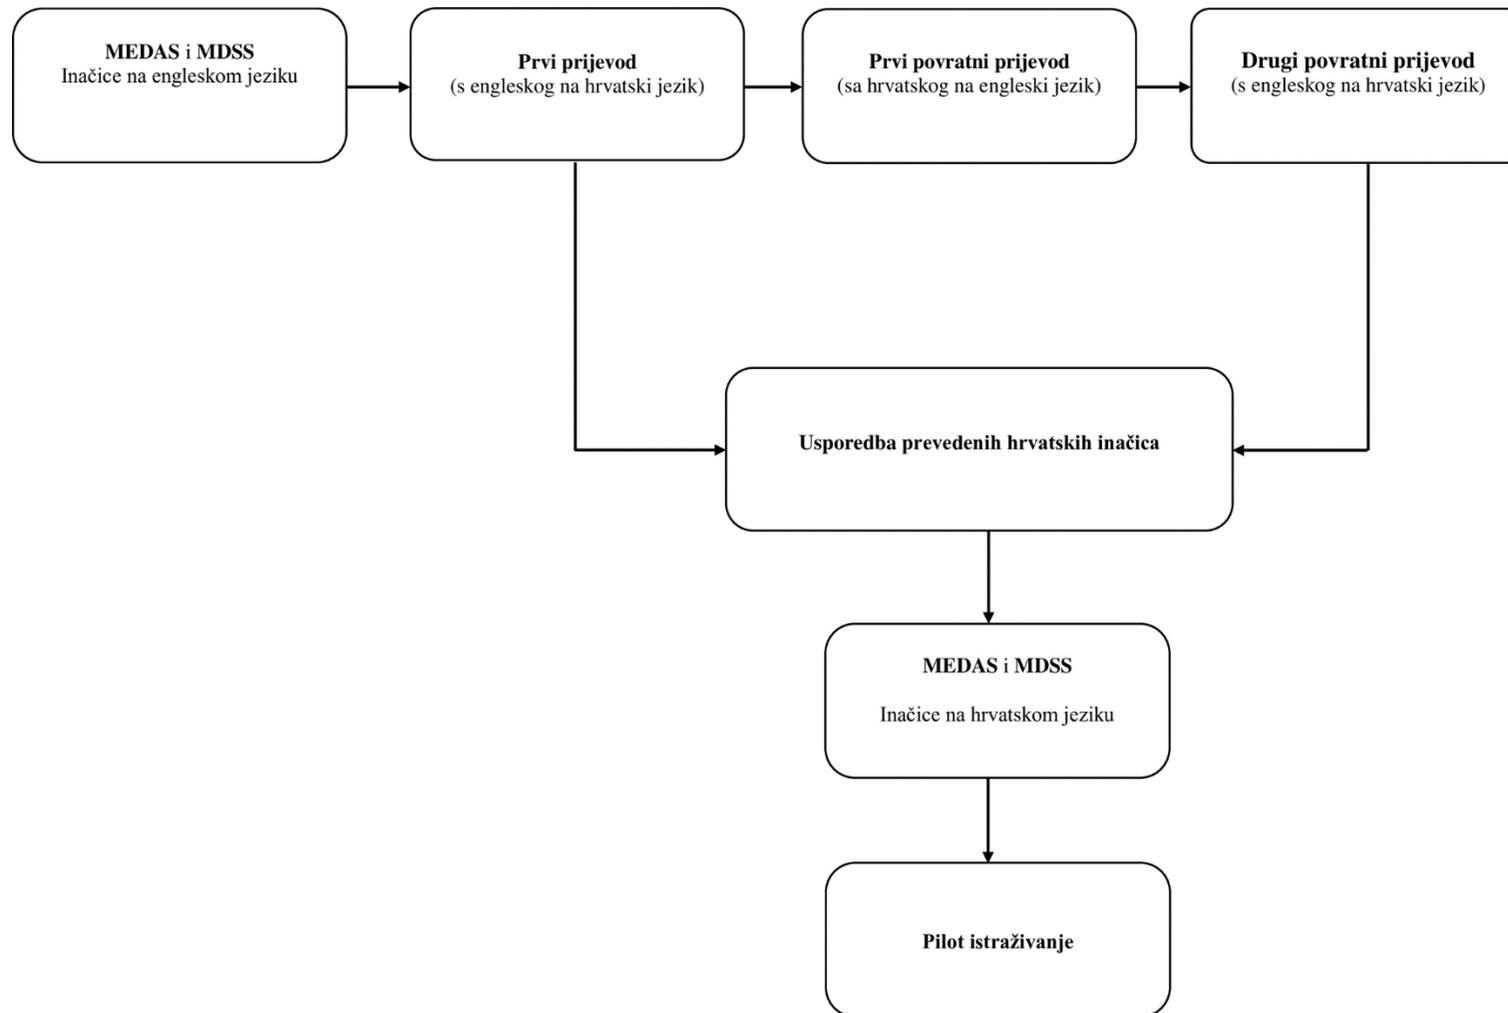 MEDAS i MDSS
Inačice na engleskom jeziku
Prvi prijevod
(s engleskog na hrvatski jezik)
Prvi povratni prijevod
(sa hrvatskog na engleski jezik)
Drugi povratni prijevod
(s engleskog na hrvatski jezik)
Usporedba prevedenih hrvatskih inačica
MEDAS i MDSS
Inačice na hrvatskom jeziku
Pilot istraživanje